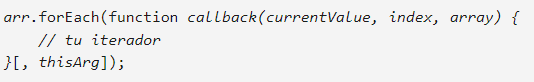 arr.forEach(function callback(currentValue, index, array) {
    // tu iterador
}[, thisArg]);